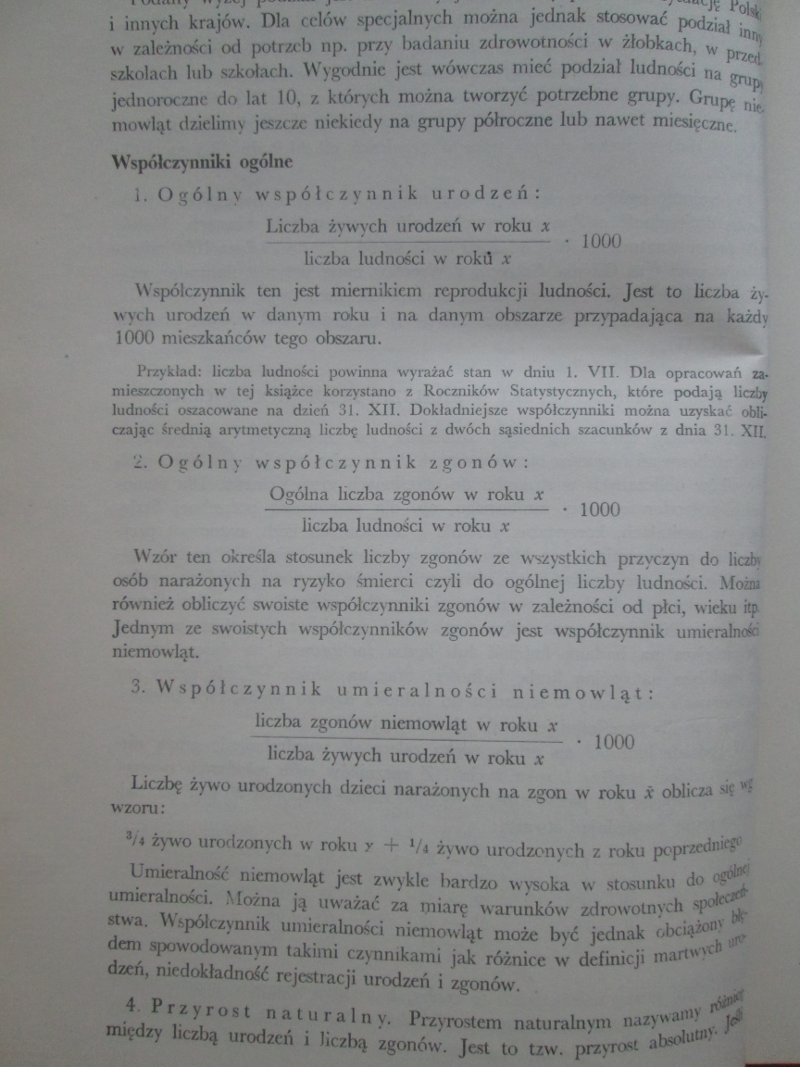 i innych krajów. Dla celów specjalnych można jednak stosować podział inny
w zależności od potrzeb np. przy badaniu zdrowotności w żłobkach, w przed-
szkolach lub szkołach. Wygodnie jest wówczas mieć podział ludności na grupy
jednoroczne do lat 10, z których można tworzyć potrzebne grupy. Grupę nie-
mowląt dzielimy jeszcze niekiedy na grupy półroczne lub nawet miesięczne.
Współczynniki ogólne
1. Ogólny współczynnik urodzeń:
Liczba żywych urodzeń w roku x
· 1000
liczba ludności w roku x
Współczynnik ten jest miernikiem reprodukcji ludności. Jest to liczba ży-
wych urodzeń w danym roku i na danym obszarze przypadająca na każdy
1000 mieszkańców tego obszaru.
Przykład: liczba ludności powinna wyrażać stan w dniu 1. VII. Dla opracowań za-
mieszczonych w tej książce korzystano z Roczników Statystycznych, które podają liczby
ludności oszacowane na dzień 31. XII. Dokładniejsze współczynniki można uzyskać obli-
czając średnią arytmetyczną liczbę ludności z dwóch sąsiednich szacunków z dnia 31. XII.
2. Ogólny współczynnik zgonów:
Ogólna liczba zgonów w roku x
· 1000
liczba ludności w roku x
Wzór ten określa stosunek liczby zgonów ze wszystkich przyczyn do liczby
osób narażonych na ryzyko śmierci czyli do ogólnej liczby ludności. Można
również obliczyć swoiste współczynniki zgonów w zależności od płci, wieku itp.
Jednym ze swoistych współczynników zgonów jest współczynnik umieralności
niemowląt.
3. Współczynnik umieralności niemowląt:
liczba zgonów niemowląt w roku x
· 1000
liczba żywych urodzeń w roku x
Liczbę żywo urodzonych dzieci narażonych na zgon w roku x oblicza się wg
wzoru:
3/4 żywo urodzonych w roku y + 1/4 żywo urodzonych z roku poprzedniego
Umieralność niemowląt jest zwykle bardzo wysoka w stosunku do ogólnej
umieralności. Można ją uważać za miarę warunków zdrowotnych społeczeń-
stwa. Współczynnik umieralności niemowląt może być jednak obciążony błę-
dem spowodowanym takimi czynnikami jak różnice w definicji martwych uro-
dzeń, niedokładność rejestracji urodzeń i zgonów.
4. Przyrost naturalny. Przyrostem naturalnym nazywamy różnicę
między liczbą urodzeń i liczbą zgonów. Jest to tzw. przyrost absolutny. Jeśli